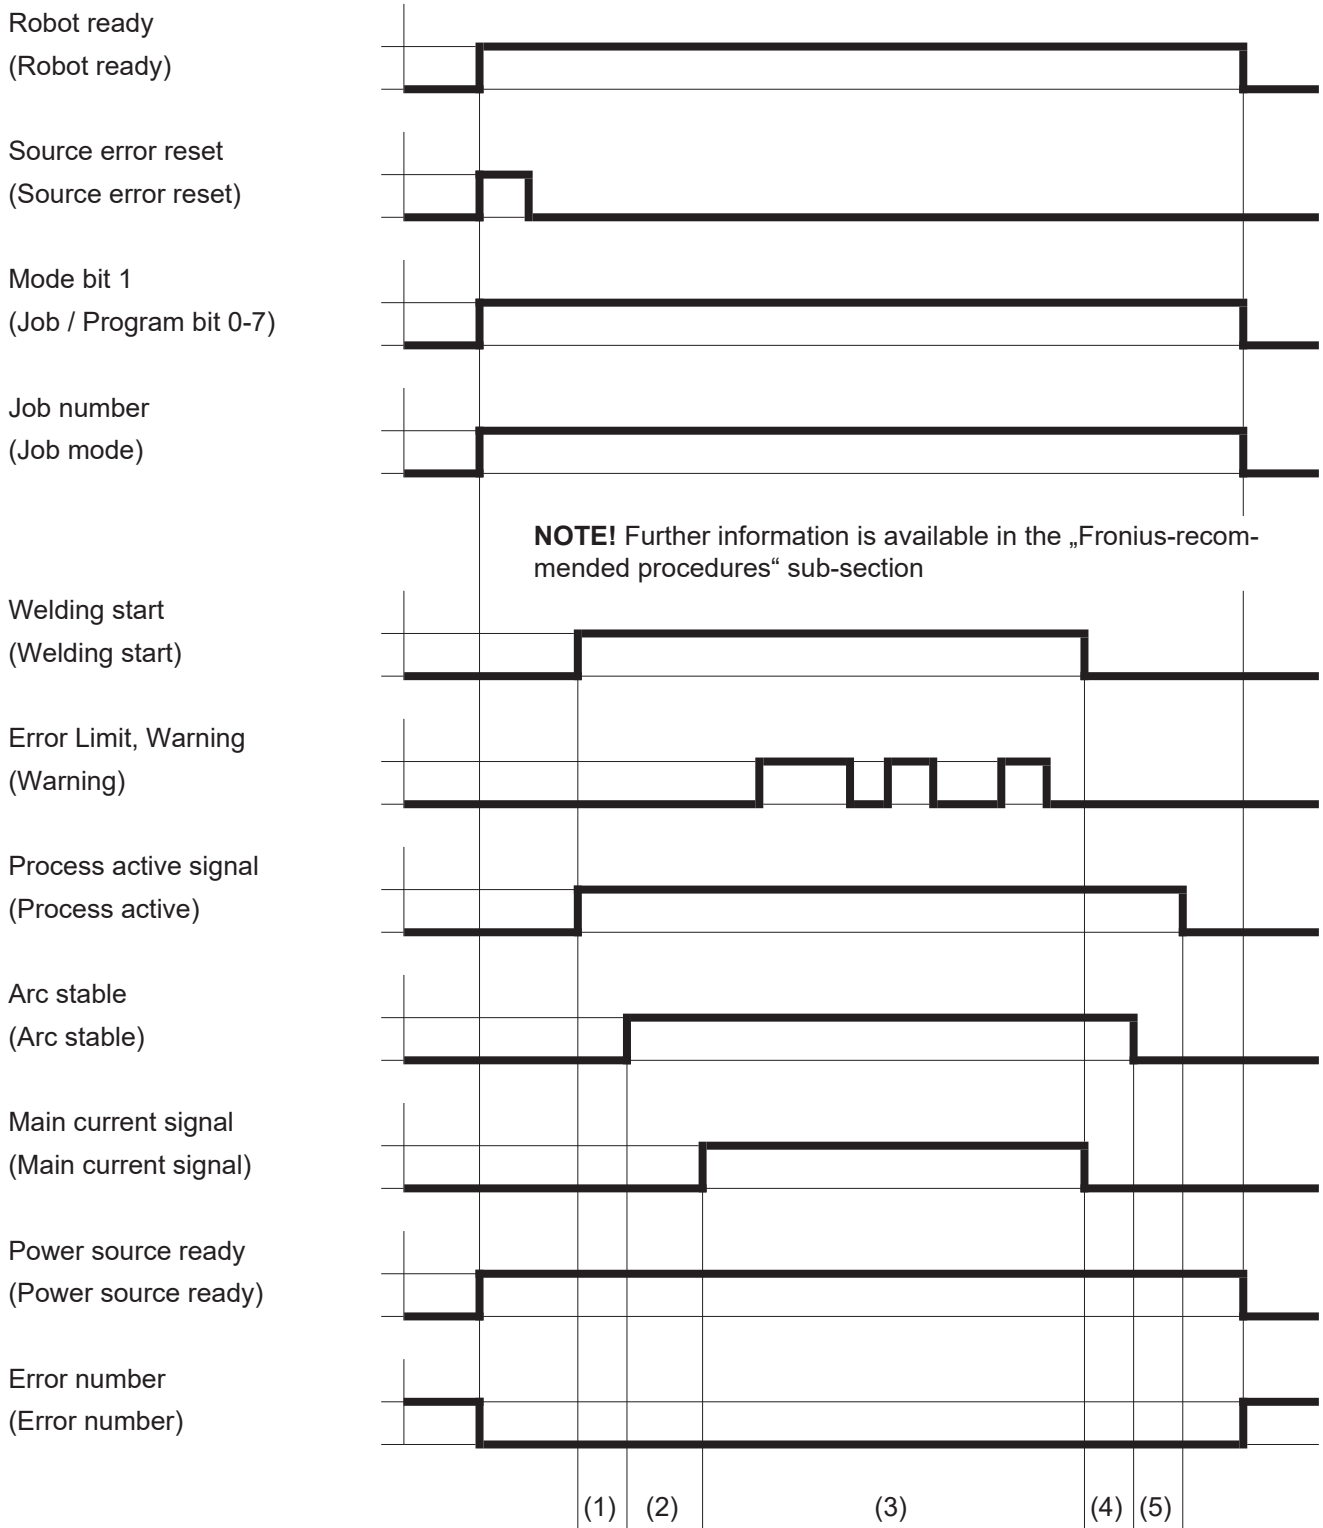 Robot ready
(Robot ready)
Source error reset
(Source error reset)
Mode bit 1
(Job / Program bit 0-7)
Job number
(Job mode)
NOTE! Further information is available in the „Fronius-recom-
mended procedures“ sub-section
Welding start
(Welding start)
Error Limit, Warning
(Warning)
Process active signal
(Process active)
Arc stable
(Arc stable)
Main current signal
(Main current signal)
Power source ready
(Power source ready)
Error number
(Error number)
(1) (2) (3) (4) (5)